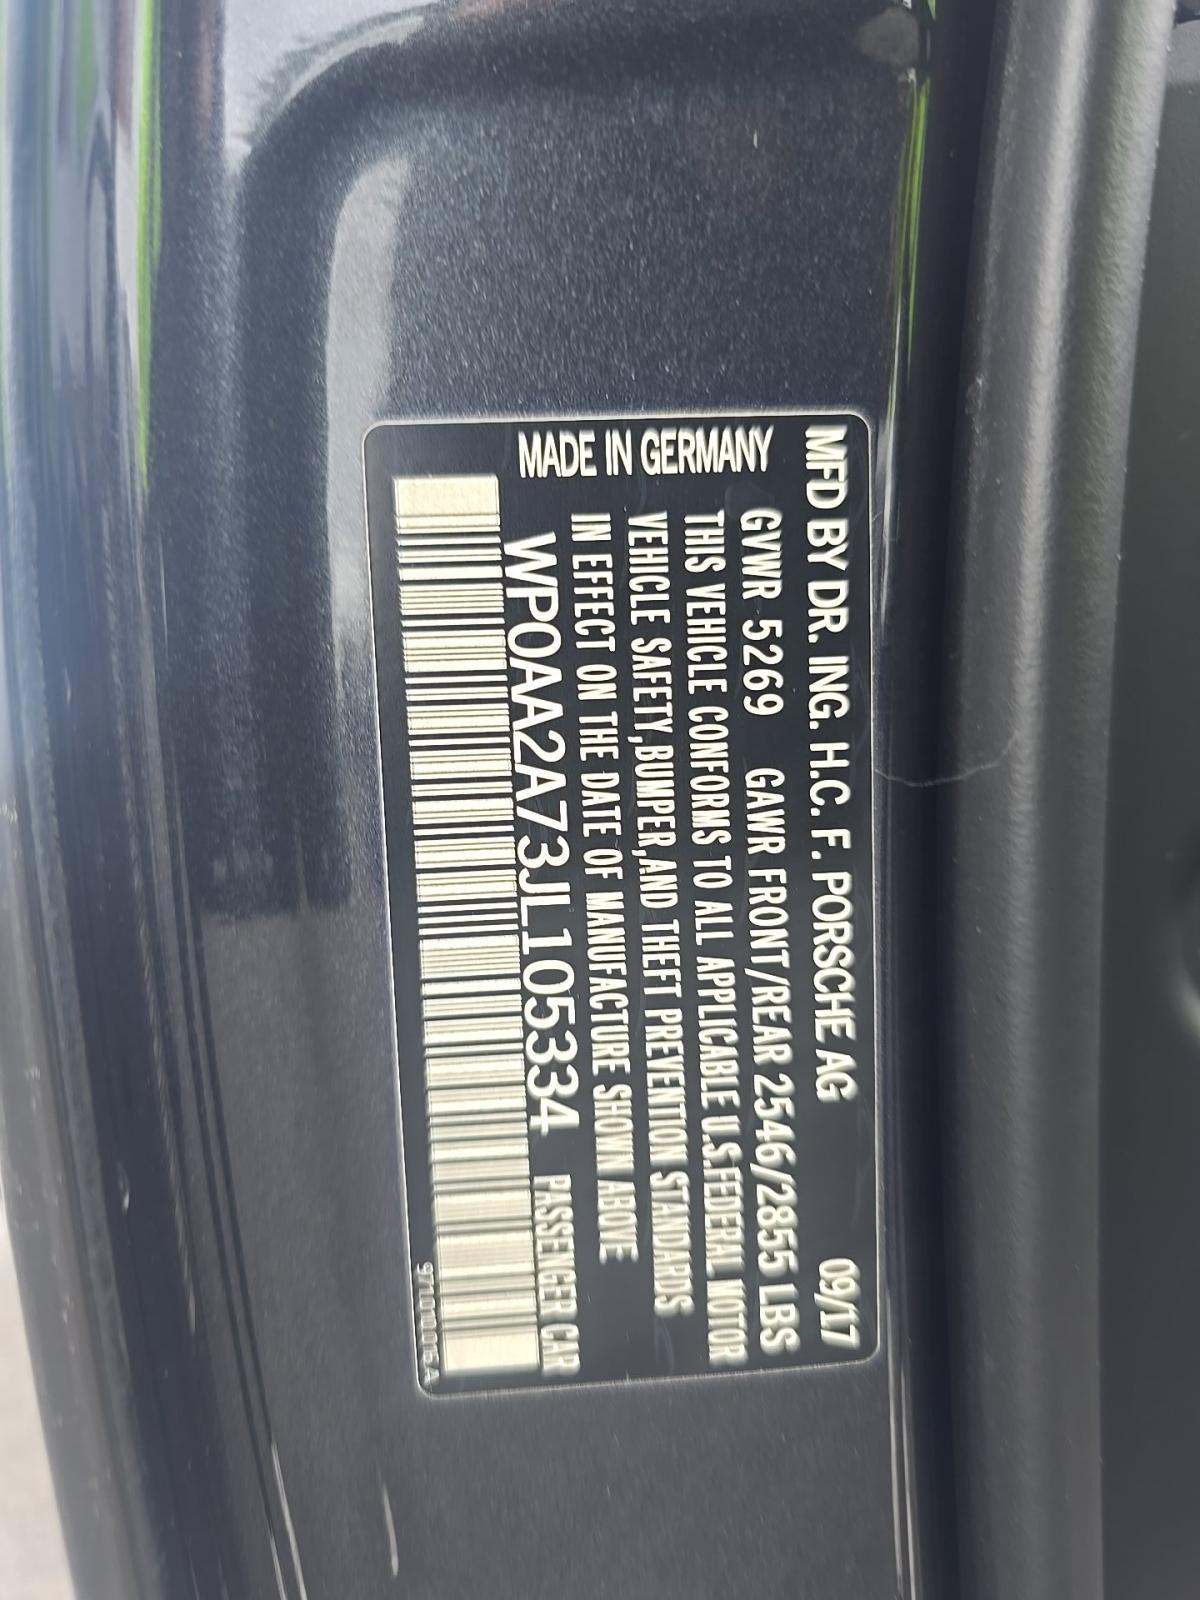 MFD BY DR. ING. H.C. F. PORSCHE AG 09/17
GVWR 5269 GAWR FRONT/REAR 2546/2855 LBS
THIS VEHICLE CONFORMS TO ALL APPLICABLE U.S.FEDERAL MOTOR
VEHICLE SAFETY,BUMPER,AND THEFT PREVENTION STANDARDS
IN EFFECT ON THE DATE OF MANUFACTURE SHOWN ABOVE
WP0AA2A73JL105334 PASSENGER CAR
MADE IN GERMANY